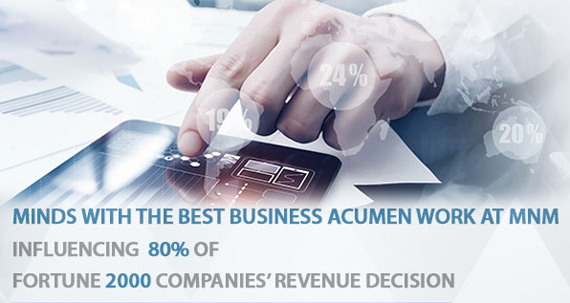 24%
19%
20%
MINDS WITH THE BEST BUSINESS ACUMEN WORK AT MNM
INFLUENCING 80% OF
FORTUNE 2000 COMPANIES' REVENUE DECISION